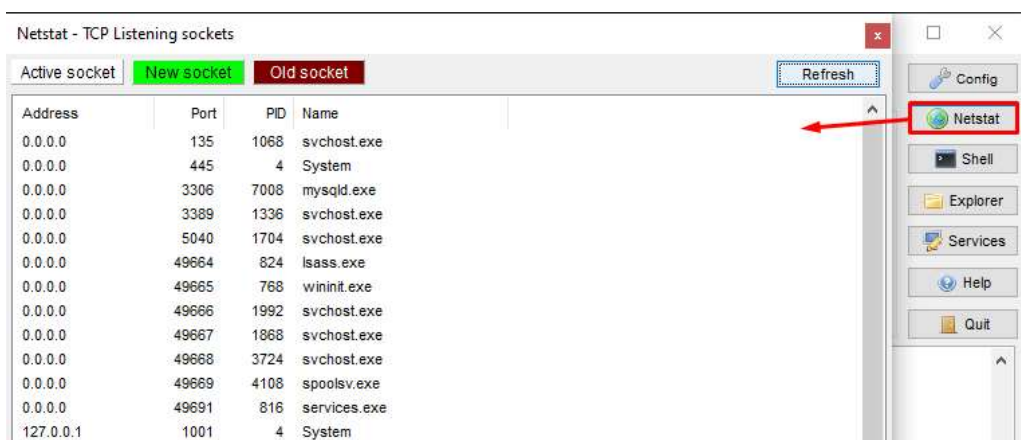 Netstat - TCP Listening sockets
x
Active socket New socket Old socket Refresh
Config
Netstat
Shell
Explorer
Services
Help
Quit
Address Port PID Name
0.0.0.0 135 1068 svchost.exe
0.0.0.0 445 4 System
0.0.0.0 3306 7008 mysqld.exe
0.0.0.0 3389 1336 svchost.exe
0.0.0.0 5040 1704 svchost.exe
0.0.0.0 49664 824 lsass.exe
0.0.0.0 49665 768 wininit.exe
0.0.0.0 49666 1992 svchost.exe
0.0.0.0 49667 1868 svchost.exe
0.0.0.0 49668 3724 svchost.exe
0.0.0.0 49669 4108 spoolsv.exe
0.0.0.0 49691 816 services.exe
127.0.0.1 1001 4 System